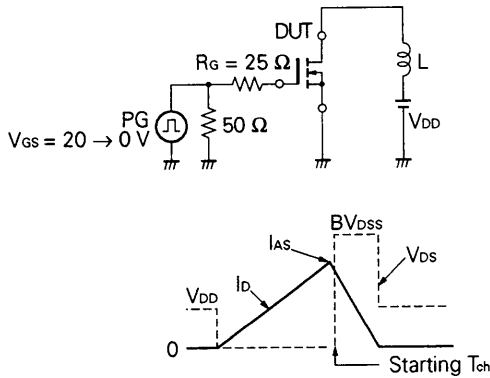 DUT
RG = 25 Ω
L
PG
50 Ω
VDD
VGS = 20 → 0 V
BVDSS
IAS
VDS
VDD
ID
0
Starting Tch